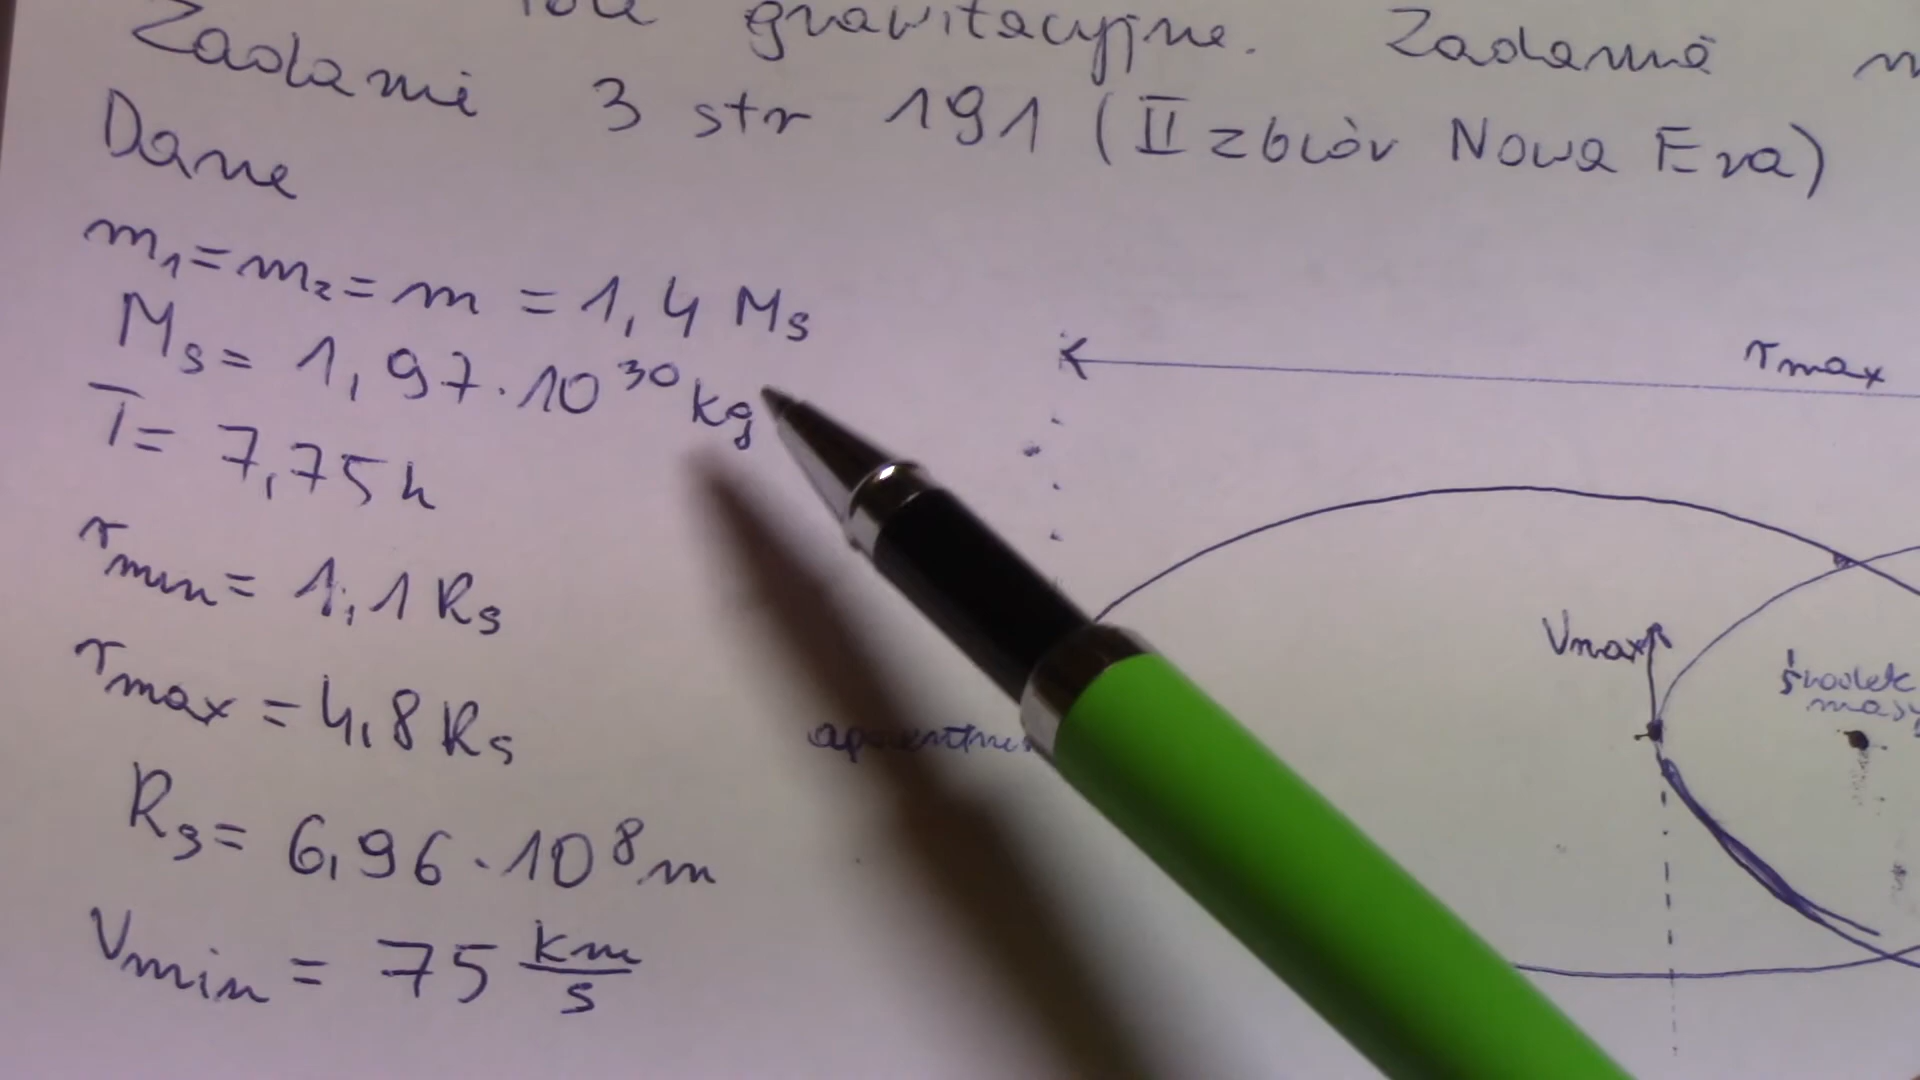 gravitacyjne. Zadanie
Zadanie 3 str 191 (II zbiór Nowa Era)
Dane
m₁ = m₂ = m = 1,4 Ms
Ms = 1,97 · 10³⁰ kg
T = 7,75 h
rmin = 1,1 Rs
rmax = 4,8 Rs
Rs = 6,96 · 10⁸ m
Vmin = 75 km/s
rmax
Vmax
środek
masy